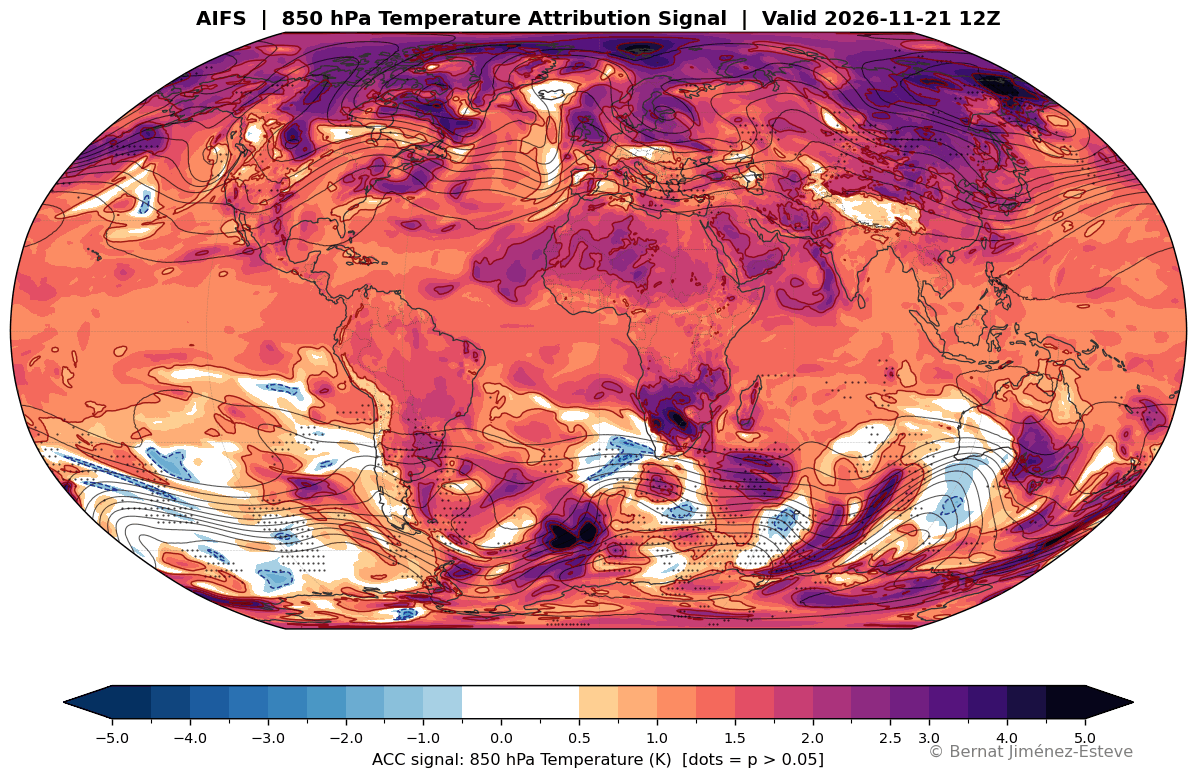 AIFS | 850 hPa Temperature Attribution Signal | Valid 2026-11-21 12Z
−5.0 −4.0 −3.0 −2.0 −1.0 0.0 0.5 1.0 1.5 2.0 2.5 3.0 4.0 5.0
ACC signal: 850 hPa Temperature (K) [dots = p > 0.05]
© Bernat Jiménez-Esteve